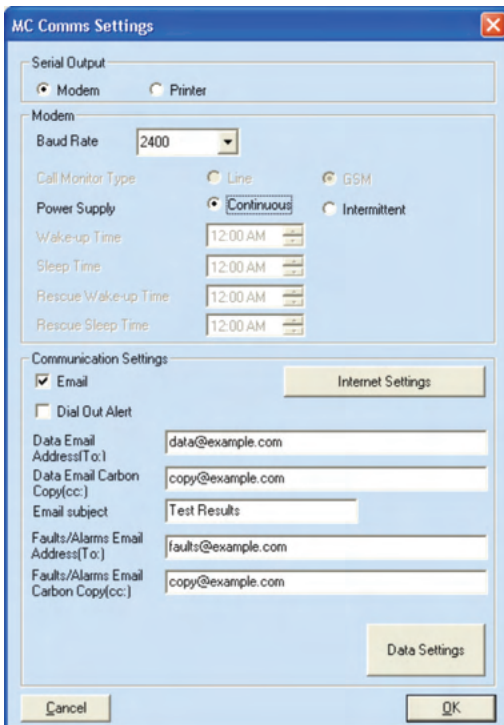 MC Comms Settings
Serial Output
Modem Printer
Modem
Baud Rate 2400
Call Monitor Type Line GSM
Power Supply Continuous Intermittent
Wake-up Time 12:00 AM
Sleep Time 12:00 AM
Rescue Wake-up Time 12:00 AM
Rescue Sleep Time 12:00 AM
Communication Settings
Email Internet Settings
Dial Out Alert
Data Email
Address(To:) data@example.com
Data Email Carbon
Copy(cc:) copy@example.com
Email subject Test Results
Faults/Alarms Email
Address(To:) faults@example.com
Faults/Alarms Email
Carbon Copy(cc:) copy@example.com
Data Settings
Cancel OK